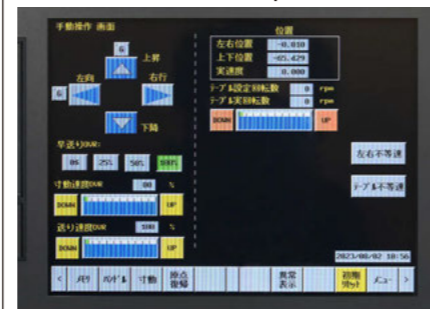 手動操作 画面
G
上昇
左向
右行
G
下降
早送りOVR:
0%
25%
50%
100%
寸動速度OVR
%
DOWN
UP
送り速度OVR
100
%
DOWN
UP
位置
左右位置
上下位置
-65.429
実速度
0.000
テーブル設定回転数
0
rpm
テーブル実回転数
0
rpm
DOWN
UP
左右不等速
テーブル不等速
2023/08/02 10:56
<
メモリ
ハンドル
寸動
原点
復帰
異常
表示
初期
リセット
メニュー
>